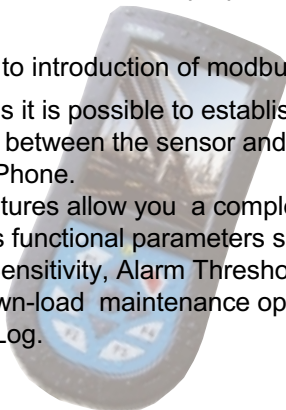 to introduction of modbu
s it is possible to establis
between the sensor and
Phone.
tures allow you a comple
s functional parameters s
ensitivity, Alarm Thresho
wn-load maintenance op
Log.